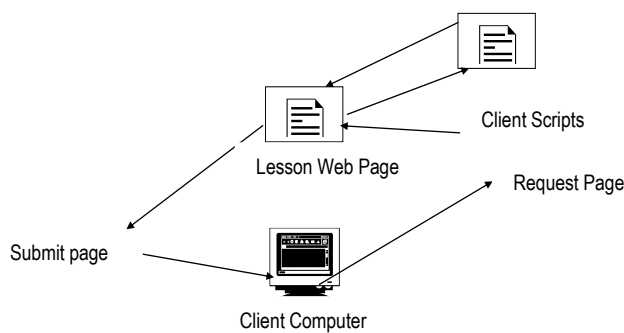 Client Scripts
Lesson Web Page
Request Page
Submit page
Client Computer